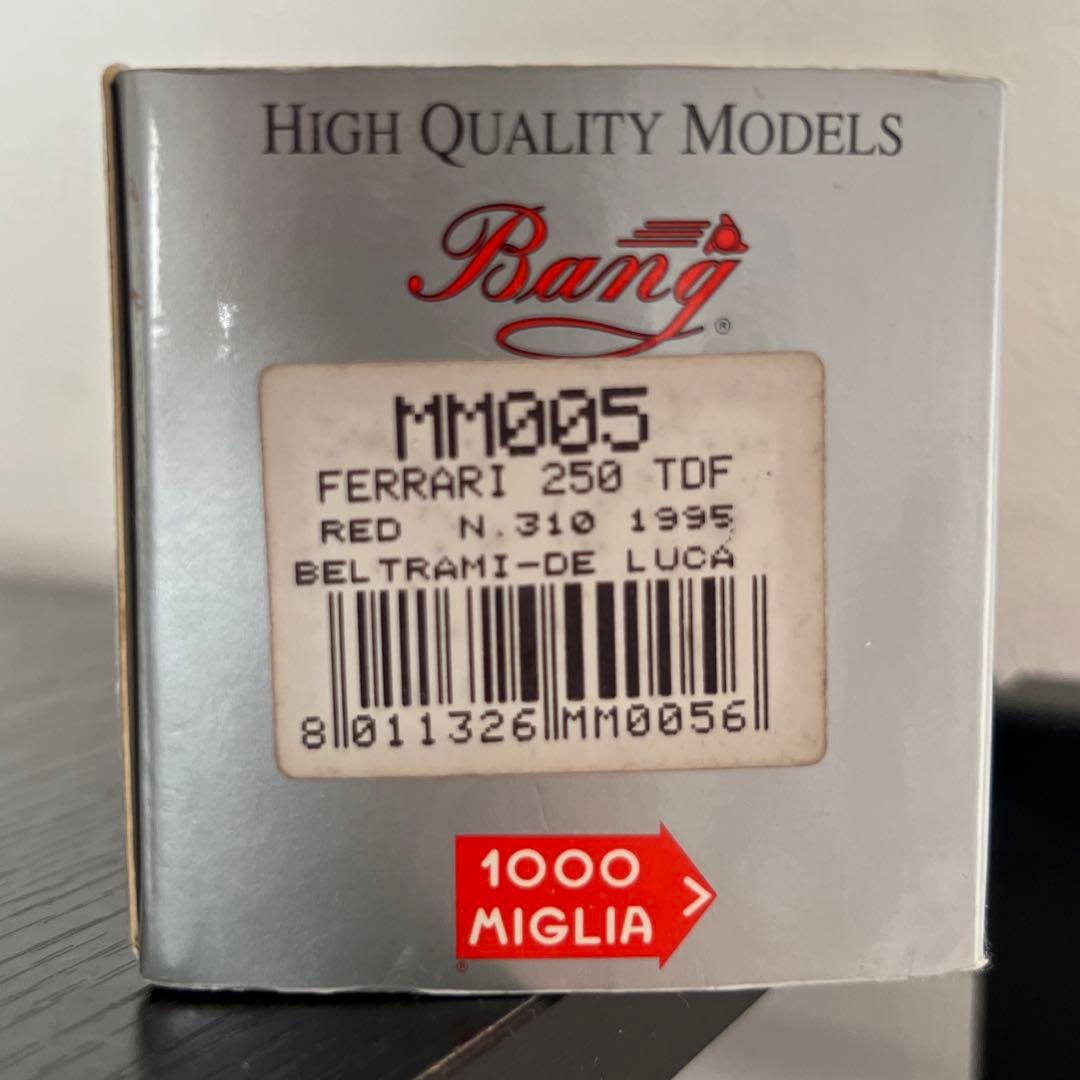 HIGH QUALITY MODELS
Bang®
MM005
FERRARI 250 TDF
RED N.310 1995
BELTRAMI-DE LUCA
8 011326 MM0056
1000
MIGLIA
®